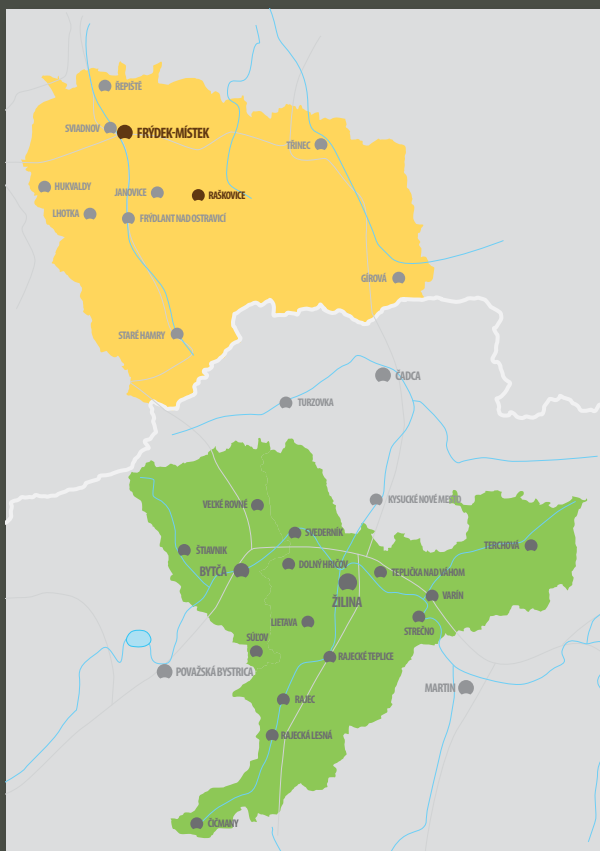 ŘEPIŠTĚ
SVIADNOV
FRÝDEK-MÍSTEK
TŘINEC
HUKVALDY
JANOVICE
RAŠKOVICE
LHOTKA
FRÝDLANT NAD OSTRAVICÍ
GÍROVÁ
STARÉ HAMRY
ČADCA
TURZOVKA
KYSUCKÉ NOVÉ MESTO
VEĽKÉ ROVNÉ
SVEDERNÍK
TERCHOVÁ
ŠTIAVNIK
DOLNÝ HRIČOV
BYTČA
TEPLIČKA NAD VÁHOM
ŽILINA
VARÍN
LIETAVA
STREČNO
SÚĽOV
RAJECKÉ TEPLICE
POVAŽSKÁ BYSTRICA
MARTIN
RAJEC
RAJECKÁ LESNÁ
ČIČMANY